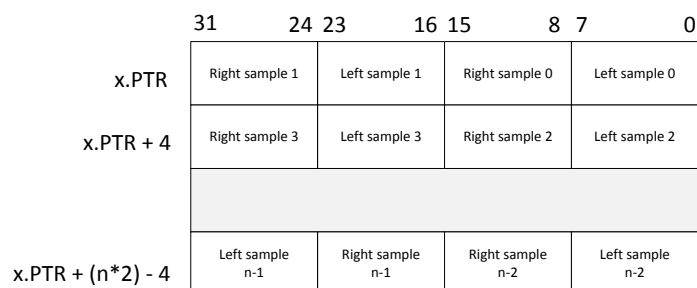 31 24 23 16 15 8 7 0
x.PTR Right sample 1 Left sample 1 Right sample 0 Left sample 0
x.PTR + 4 Right sample 3 Left sample 3 Right sample 2 Left sample 2
x.PTR + (n*2) - 4 Left sample Right sample Right sample Left sample
n-1 n-1 n-2 n-2